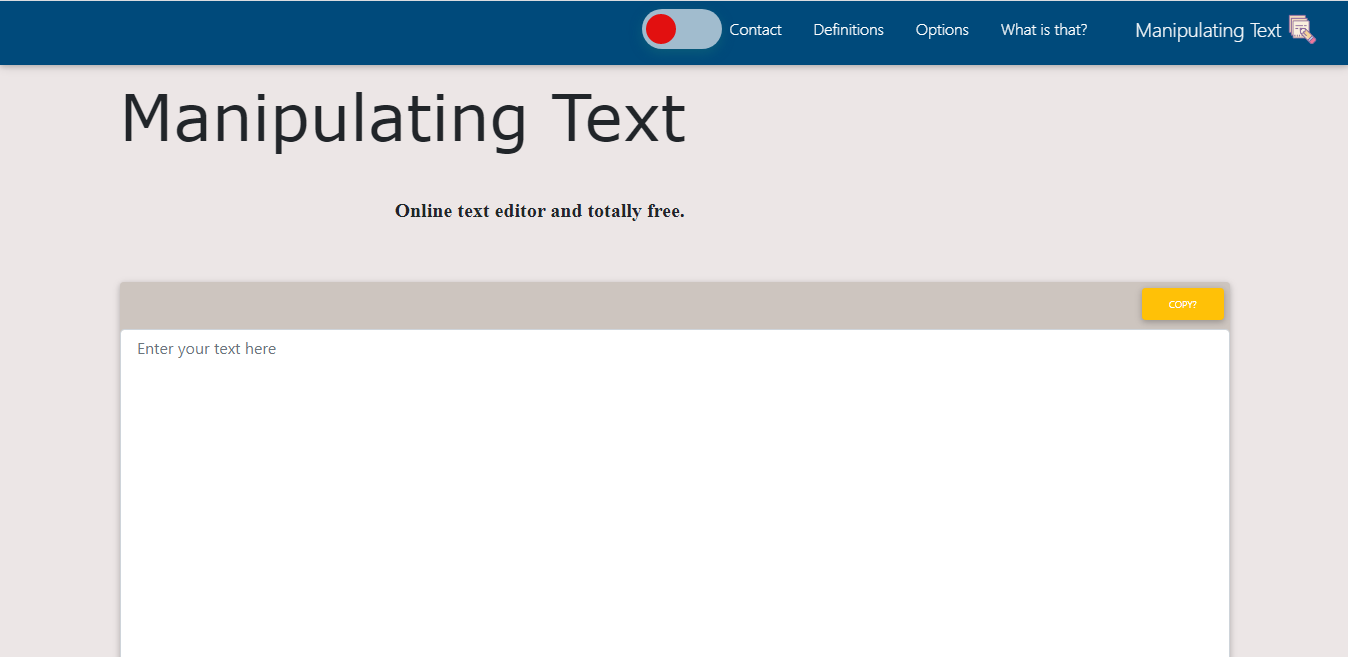 Contact Definitions Options What is that? Manipulating Text
Manipulating Text
Online text editor and totally free.
COPY?
Enter your text here